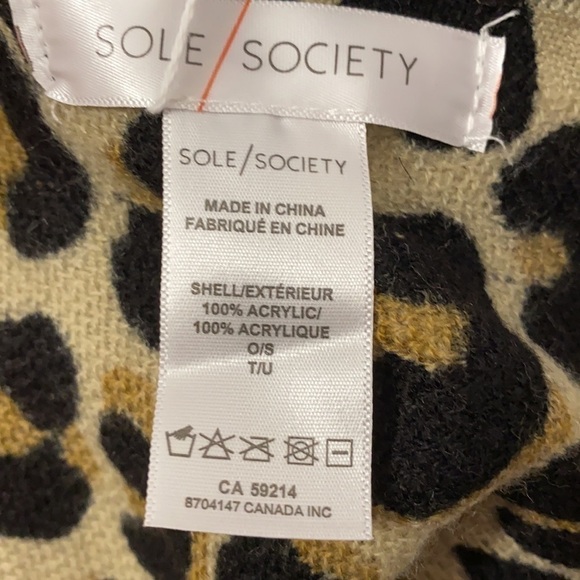 SOLE / SOCIETY
SOLE/SOCIETY
MADE IN CHINA
FABRIQUÉ EN CHINE
SHELL/EXTÉRIEUR
100% ACRYLIC/
100% ACRYLIQUE
O/S
T/U
CA 59214
8704147 CANADA INC